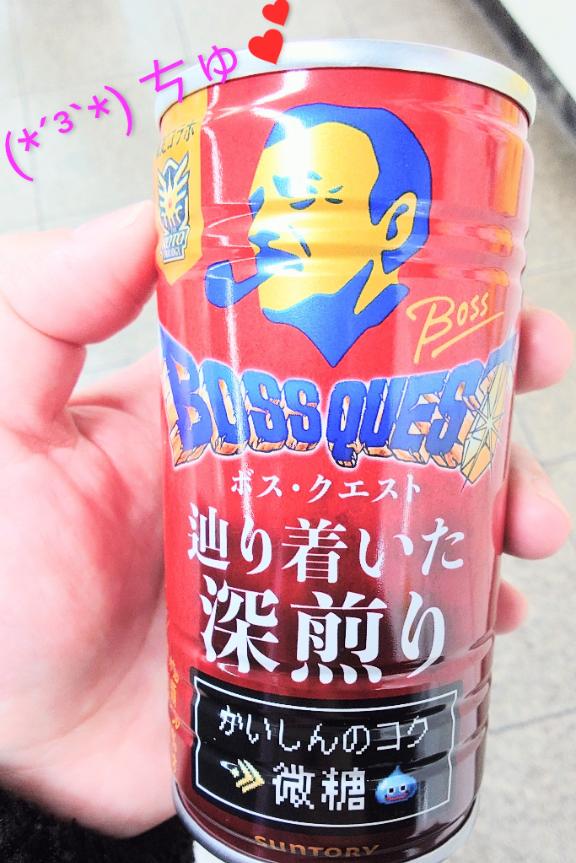 (*´з`*) ちゅ
Boss
BOSS QUEST
ボス・クエスト
辿り着いた
深煎り
かいしんのコク
微糖
SUNTORY